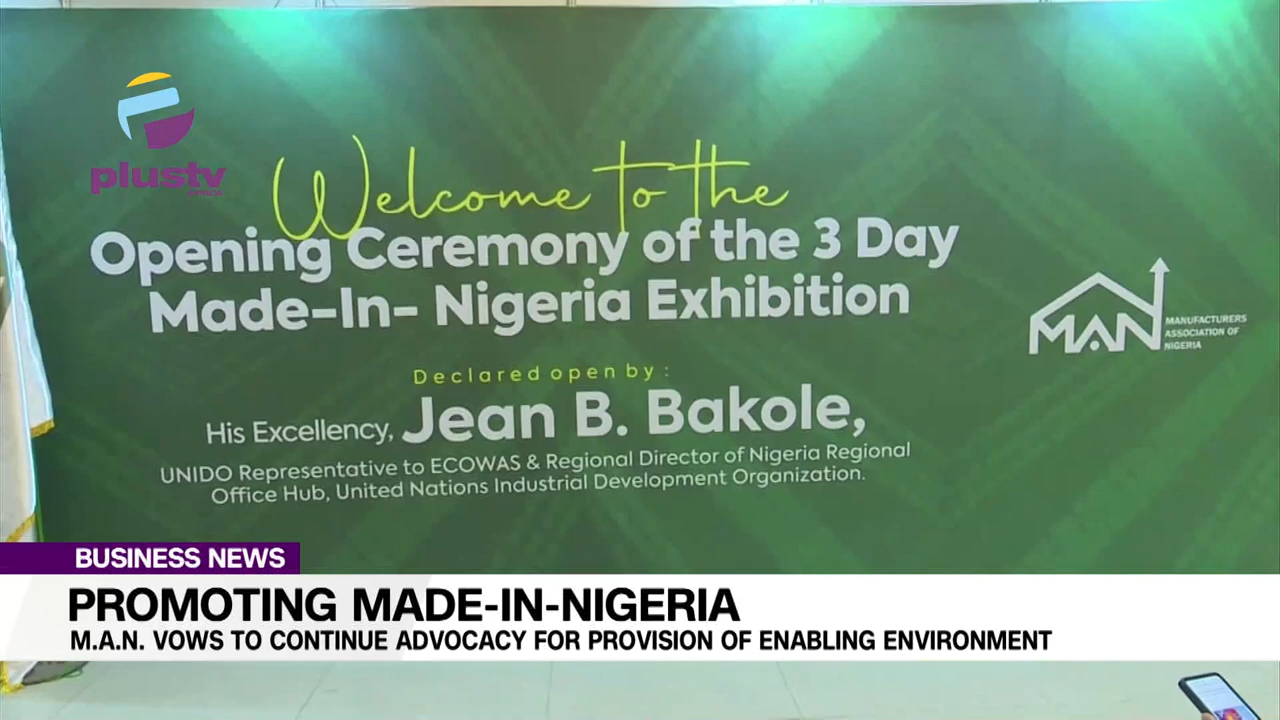 plustv
Welcome to the
Opening Ceremony of the 3 Day
Made-In- Nigeria Exhibition
MAN
MANUFACTURERS
ASSOCIATION OF
NIGERIA
Declared open by :
His Excellency, Jean B. Bakole,
UNIDO Representative to ECOWAS & Regional Director of Nigeria Regional
Office Hub, United Nations Industrial Development Organization.
BUSINESS NEWS
PROMOTING MADE-IN-NIGERIA
M.A.N. VOWS TO CONTINUE ADVOCACY FOR PROVISION OF ENABLING ENVIRONMENT